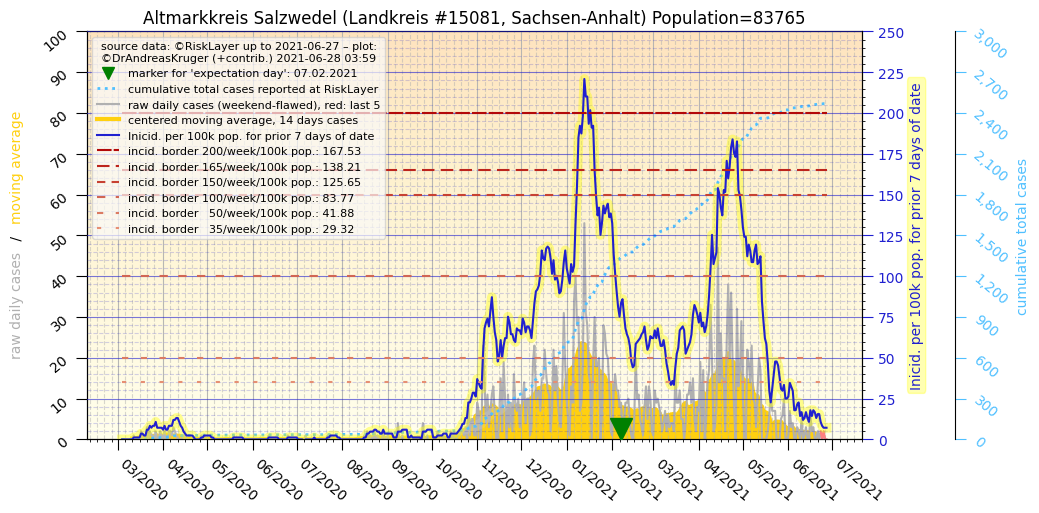 Altmarkkreis Salzwedel (Landkreis #15081, Sachsen-Anhalt) Population=83765
source data: ©RiskLayer up to 2021-06-27 – plot:
©DrAndreasKruger (+contrib.) 2021-06-28 03:59
marker for 'expectation day': 07.02.2021
cumulative total cases reported at RiskLayer
raw daily cases (weekend-flawed), red: last 5
centered moving average, 14 days cases
Inicid. per 100k pop. for prior 7 days of date
incid. border 200/week/100k pop.: 167.53
incid. border 165/week/100k pop.: 138.21
incid. border 150/week/100k pop.: 125.65
incid. border 100/week/100k pop.: 83.77
incid. border   50/week/100k pop.: 41.88
incid. border   35/week/100k pop.: 29.32
raw daily cases   /   moving average
100
90
80
70
60
50
40
30
20
10
0
03/2020
04/2020
05/2020
06/2020
07/2020
08/2020
09/2020
10/2020
11/2020
12/2020
01/2021
02/2021
03/2021
04/2021
05/2021
06/2021
07/2021
250
225
200
175
150
125
100
75
50
25
0
Inicid. per 100k pop. for prior 7 days of date
3,000
2,700
2,400
2,100
1,800
1,500
1,200
900
600
300
0
cumulative total cases